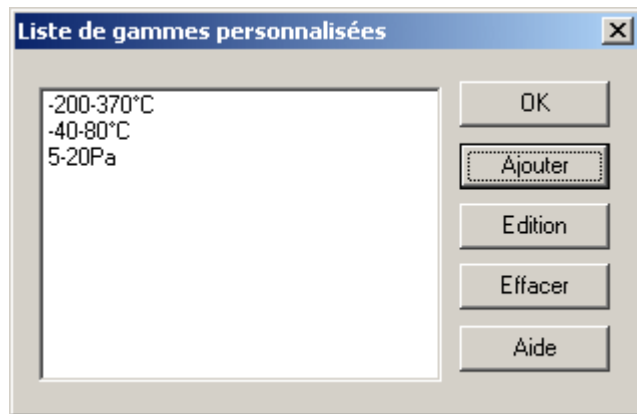 Liste de gammes personnalisées
-200-370°C
-40-80°C
5-20Pa
OK
Ajouter
Edition
Effacer
Aide